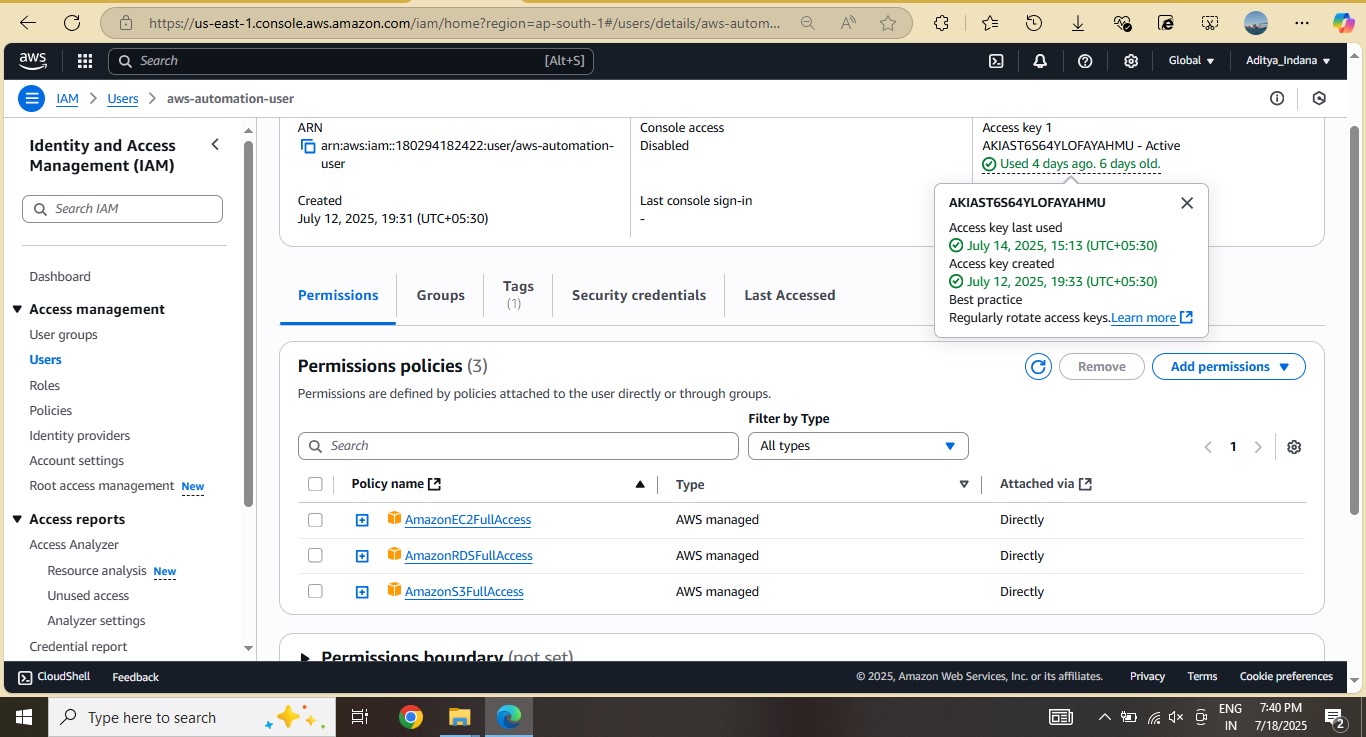 https://us-east-1.console.aws.amazon.com/iam/home?region=ap-south-1#/users/details/aws-autom...
aws
Search
[Alt+S]
Global
Aditya_Indana
IAM
Users
aws-automation-user
Identity and Access
Management (IAM)
Search IAM
Dashboard
Access management
User groups
Users
Roles
Policies
Identity providers
Account settings
Root access management New
Access reports
Access Analyzer
Resource analysis New
Unused access
Analyzer settings
Credential report
ARN
arn:aws:iam::180294182422:user/aws-automation-
user
Created
July 12, 2025, 19:31 (UTC+05:30)
Console access
Disabled
Last console sign-in
-
Access key 1
AKIAST6S64YLOFAYAHMU - Active
Used 4 days ago. 6 days old.
AKIAST6S64YLOFAYAHMU
Access key last used
July 14, 2025, 15:13 (UTC+05:30)
Access key created
July 12, 2025, 19:33 (UTC+05:30)
Best practice
Regularly rotate access keys.Learn more
Permissions
Groups
Tags
(1)
Security credentials
Last Accessed
Permissions policies (3)
Remove
Add permissions
Permissions are defined by policies attached to the user directly or through groups.
Filter by Type
Search
All types
1
Policy name
Type
Attached via
AmazonEC2FullAccess
AWS managed
Directly
AmazonRDSFullAccess
AWS managed
Directly
AmazonS3FullAccess
AWS managed
Directly
Permissions boundary (not set)
CloudShell
Feedback
© 2025, Amazon Web Services, Inc. or its affiliates.
Privacy
Terms
Cookie preferences
Type here to search
ENG
IN
7:40 PM
7/18/2025
2